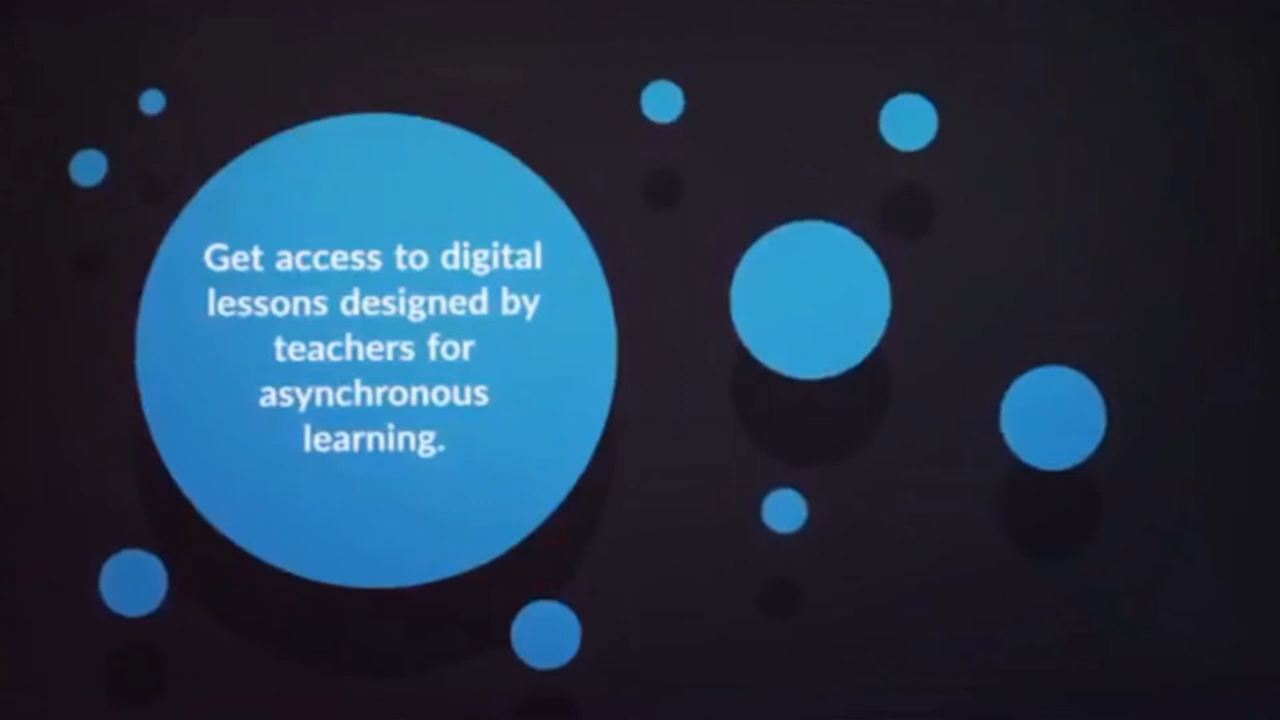 Get access to digital
lessons designed by
teachers for
asynchronous
learning.